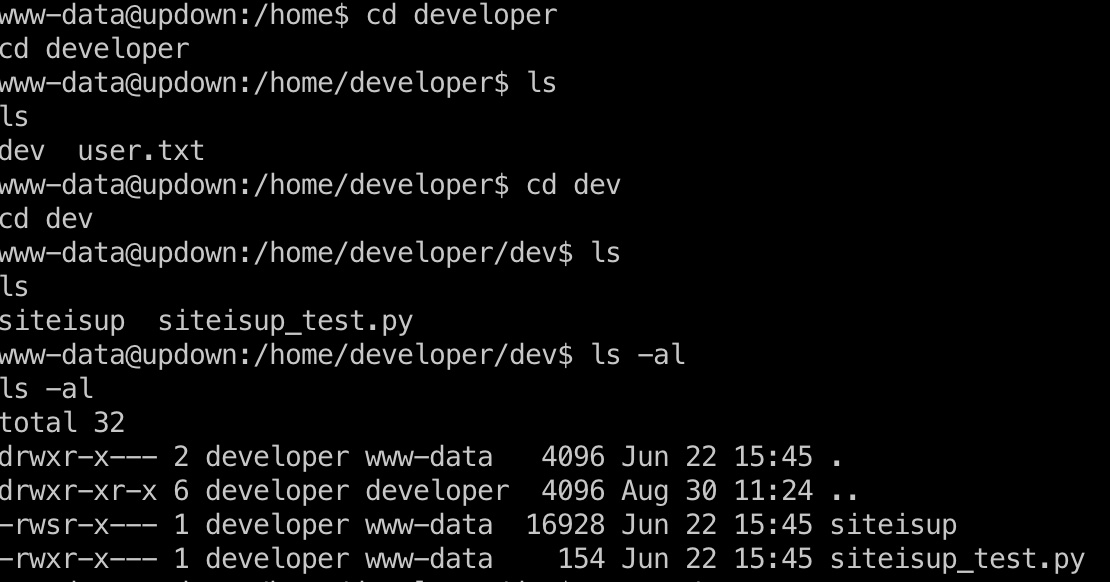 www-data@updown:/home$ cd developer
cd developer
www-data@updown:/home/developer$ ls
ls
dev  user.txt
www-data@updown:/home/developer$ cd dev
cd dev
www-data@updown:/home/developer/dev$ ls
ls
siteisup  siteisup_test.py
www-data@updown:/home/developer/dev$ ls -al
ls -al
total 32
drwxr-x--- 2 developer www-data   4096 Jun 22 15:45 .
drwxr-xr-x 6 developer developer  4096 Aug 30 11:24 ..
-rwsr-x--- 1 developer www-data  16928 Jun 22 15:45 siteisup
-rwxr-x--- 1 developer www-data    154 Jun 22 15:45 siteisup_test.py